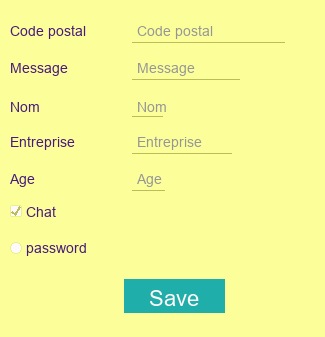 Code postal Code postal
Message Message
Nom Nom
Entreprise Entreprise
Age Age
Chat
password
Save